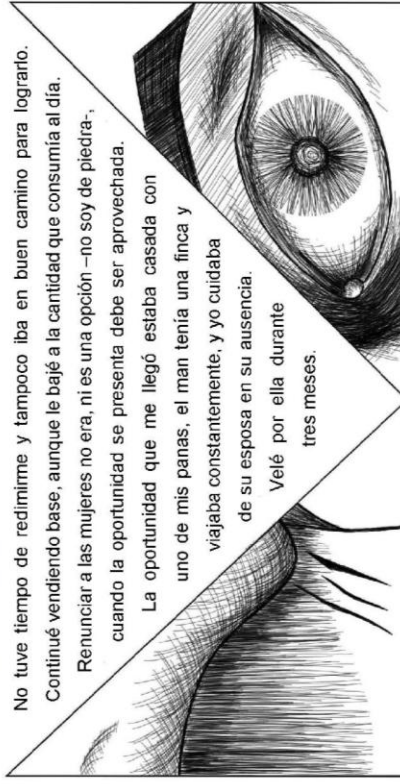 No tuve tiempo de redimirme y tampoco iba en buen camino para lograrlo.
Continué vendiendo base, aunque le bajé a la cantidad que consumía al día.
Renunciar a las mujeres no era, ni es una opción –no soy de piedra-,
cuando la oportunidad se presenta debe ser aprovechada.
La oportunidad que me llegó estaba casada con
uno de mis panas, el man tenía una finca y
viajaba constantemente, y yo cuidaba
de su esposa en su ausencia.
Velé por ella durante
tres meses.